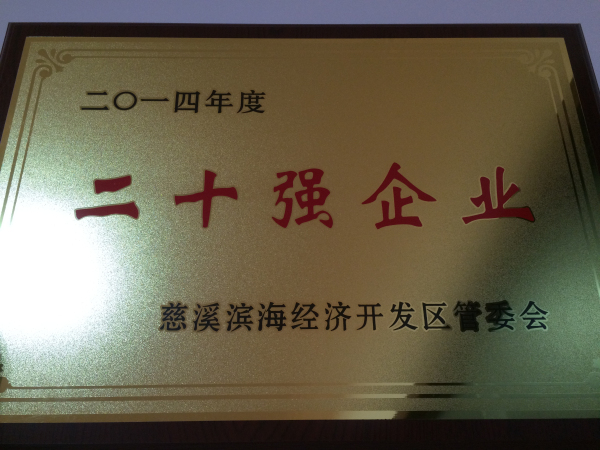 二〇一四年度
二十强企业
慈溪滨海经济开发区管委会